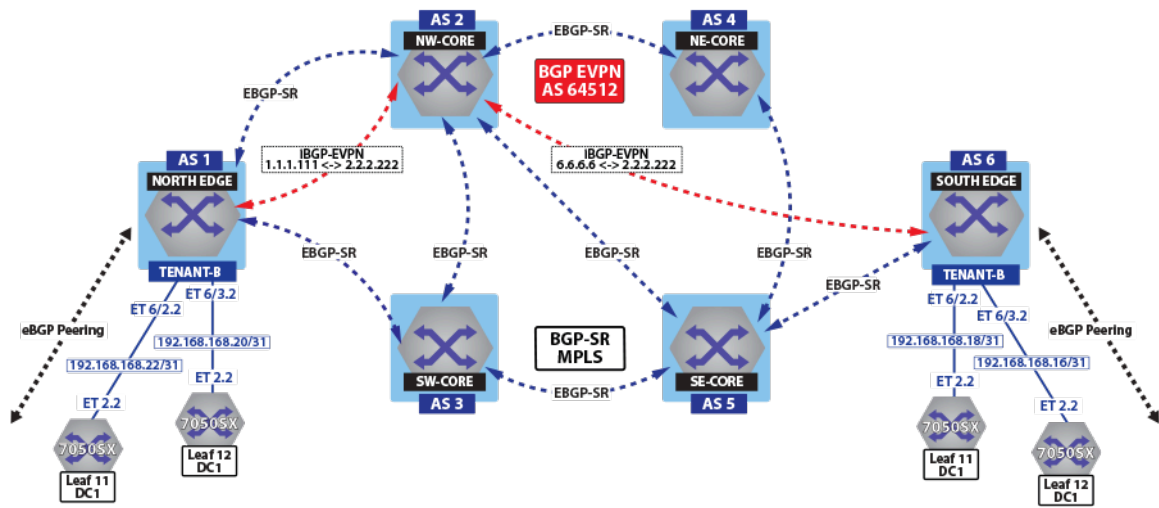 AS 2
NW-CORE
AS 4
NE-CORE
EBGP-SR
BGP EVPN
AS 64512
EBGP-SR
IBGP-EVPN
1.1.1.111 <-> 2.2.2.222
IBGP-EVPN
6.6.6.6 <-> 2.2.2.222
AS 1
NORTH EDGE
AS 6
SOUTH EDGE
EBGP-SR
EBGP-SR
EBGP-SR
EBGP-SR
EBGP-SR
TENANT-B
TENANT-B
ET 6/3.2
ET 6/2.2
ET 6/2.2
ET 6/3.2
eBGP Peering
eBGP Peering
192.168.168.20/31
192.168.168.22/31
192.168.168.18/31
192.168.168.16/31
BGP-SR
MPLS
SW-CORE
AS 3
EBGP-SR
SE-CORE
AS 5
ET 2.2
ET 2.2
ET 2.2
ET 2.2
7050SX
Leaf 11
DC1
7050SX
Leaf 12
DC1
7050SX
Leaf 11
DC1
7050SX
Leaf 12
DC1